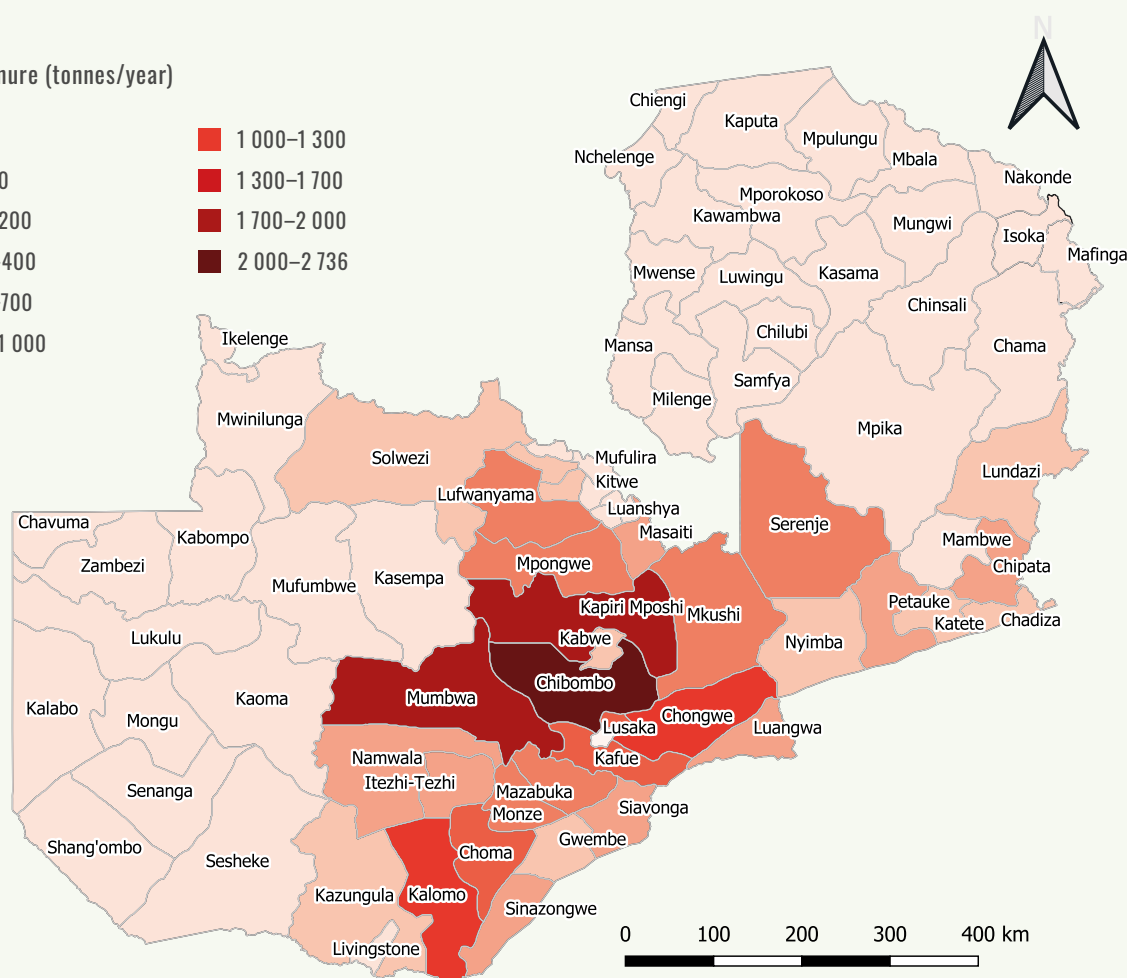 N
(tonnes/year)
1 000–1 300
1 300–1 700
1 700–2 000
2 000–2 736
0
200
400
700
1 000
Chiengi
Kaputa
Mpulungu
Mbala
Nchelenge
Nakonde
Mporokoso
Kawambwa
Mungwi
Isoka
Mafinga
Mwense
Luwingu
Kasama
Chinsali
Chilubi
Mansa
Chama
Samfya
Milenge
Mpika
Ikelenge
Mwinilunga
Solwezi
Mufulira
Kitwe
Lufwanyama
Luanshya
Masaiti
Lundazi
Serenje
Mambwe
Chipata
Chavuma
Kabompo
Zambezi
Mufumbwe
Kasempa
Mpongwe
Petauke
Katete
Chadiza
Kapiri Mposhi
Mkushi
Nyimba
Kabwe
Lukulu
Chibombo
Mumbwa
Kaoma
Kalabo
Mongu
Chongwe
Lusaka
Luangwa
Kafue
Namwala
Itezhi-Tezhi
Senanga
Mazabuka
Monze
Siavonga
Gwembe
Shang'ombo
Sesheke
Choma
Kazungula
Kalomo
Sinazongwe
Livingstone
0 100 200 300 400 km